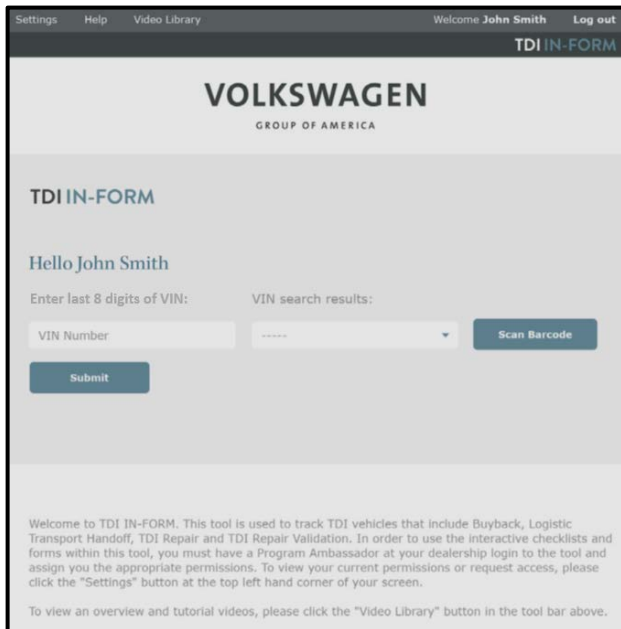 Settings Help Video Library Welcome John Smith Log out
TDI IN-FORM
VOLKSWAGEN
GROUP OF AMERICA
TDI IN-FORM
Hello John Smith
Enter last 8 digits of VIN: VIN search results:
VIN Number ----- Scan Barcode
Submit
Welcome to TDI IN-FORM. This tool is used to track TDI vehicles that include Buyback, Logistic
Transport Handoff, TDI Repair and TDI Repair Validation. In order to use the interactive checklists and
forms within this tool, you must have a Program Ambassador at your dealership login to the tool and
assign you the appropriate permissions. To view your current permissions or request access, please
click the "Settings" button at the top left hand corner of your screen.
To view an overview and tutorial videos, please click the "Video Library" button in the tool bar above.